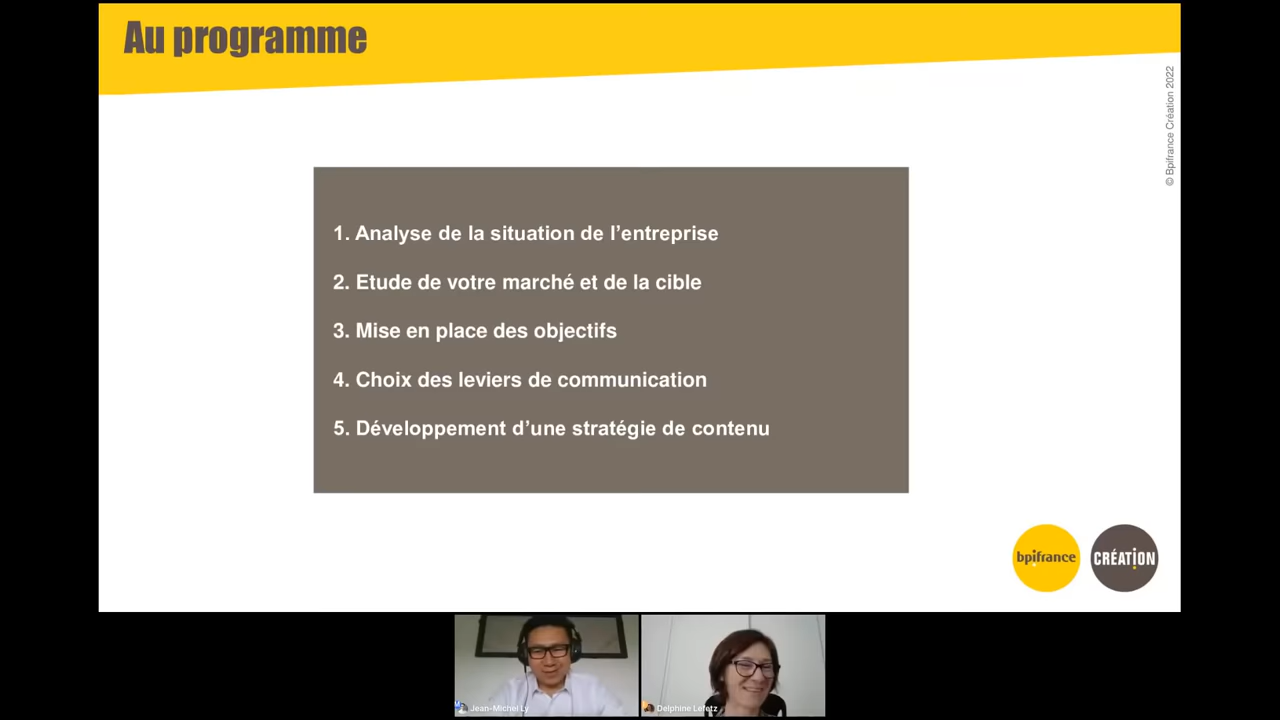 Au programme
© Bpifrance Création 2022
1. Analyse de la situation de l’entreprise
2. Etude de votre marché et de la cible
3. Mise en place des objectifs
4. Choix des leviers de communication
5. Développement d’une stratégie de contenu
bpifrance
CRÉATION
Jean-Michel Ly
Delphine Lefetz